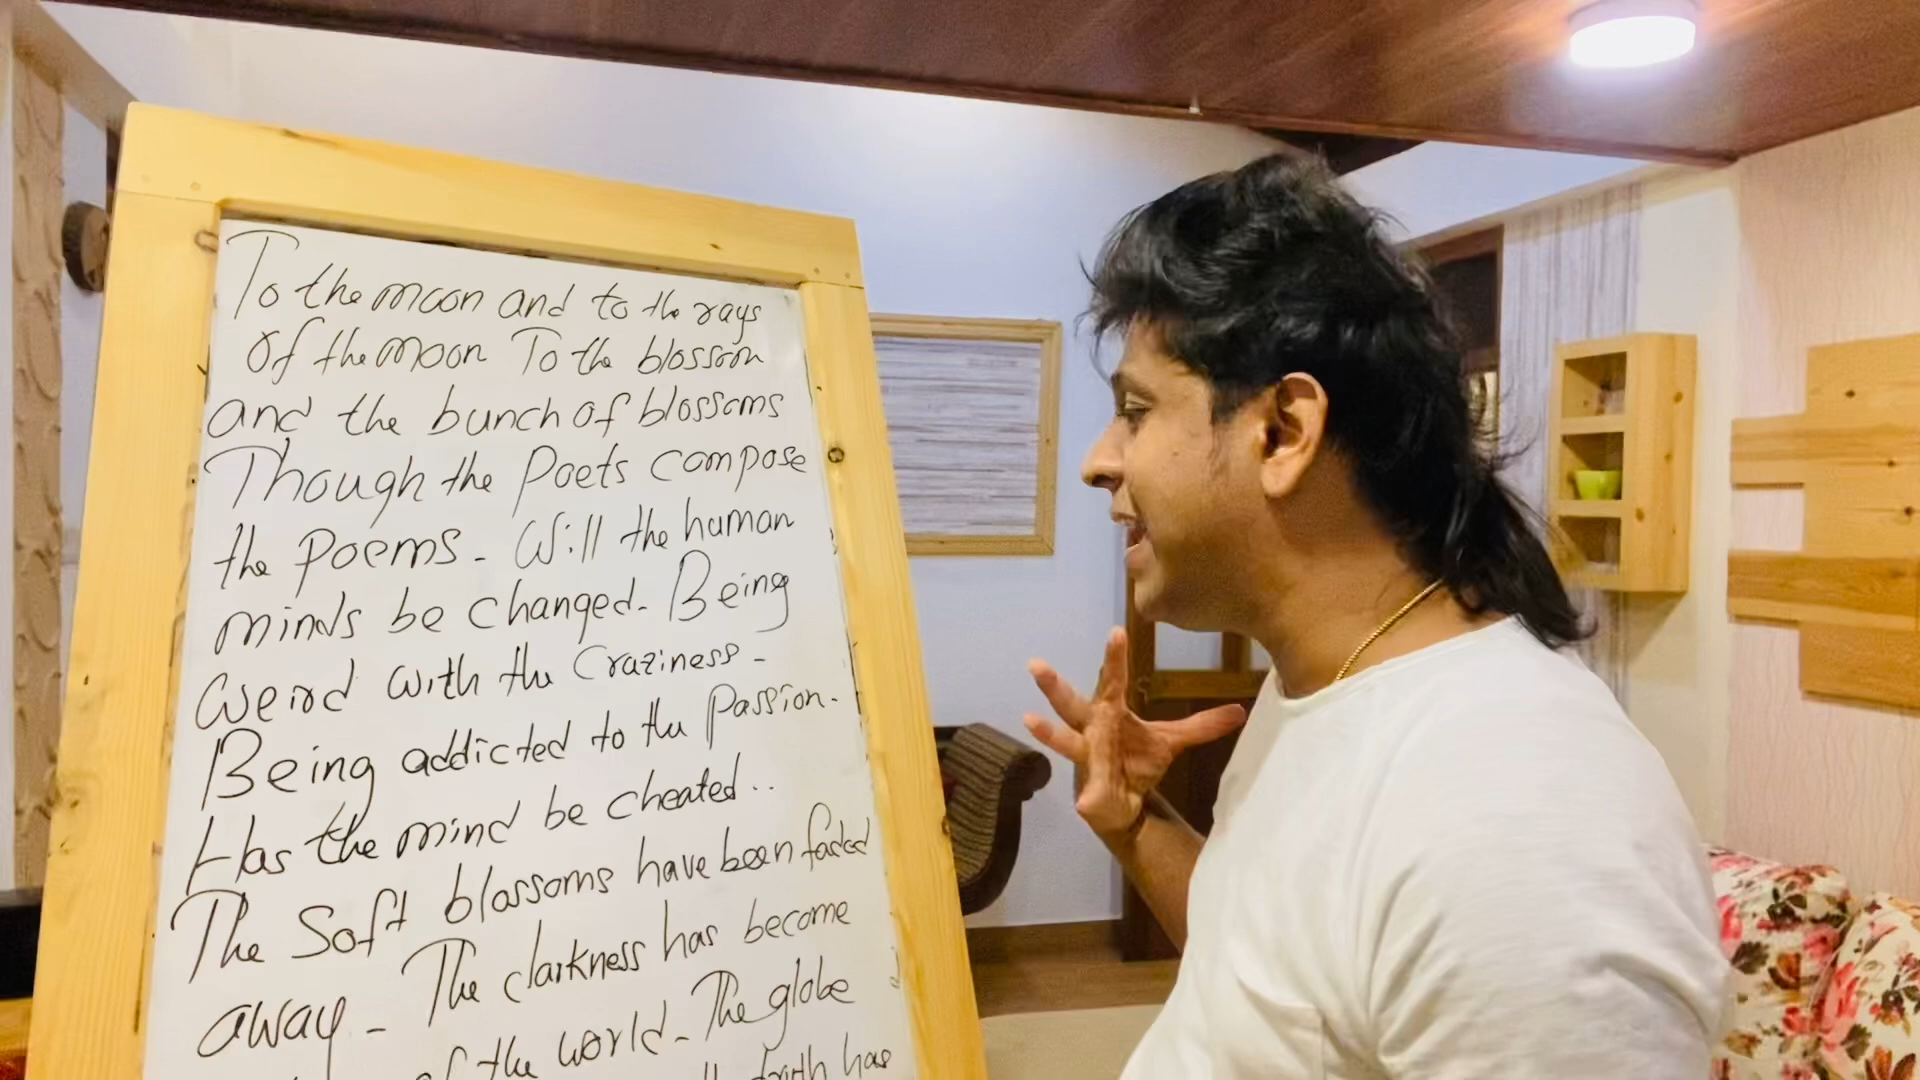 To the moon and to the rays
Of the moon To the blossom
and the bunch of blossoms
Though the Poets compose
the Poems - Will the human
minds be changed - Being
weird with the Craziness -
Being addicted to the Passion -
Has the mind be cheated ..
The Soft blossoms have been faded
away - The darkness has become
of the world - The globe
truth has